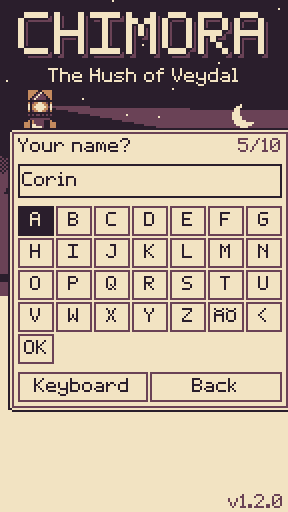 CHIMORA
The Hush of Veydal
Your name? 5/10
Corin
A B C D E F G
H I J K L M N
O P Q R S T U
V W X Y Z ÄÖ <
OK
Keyboard Back
v1.2.0